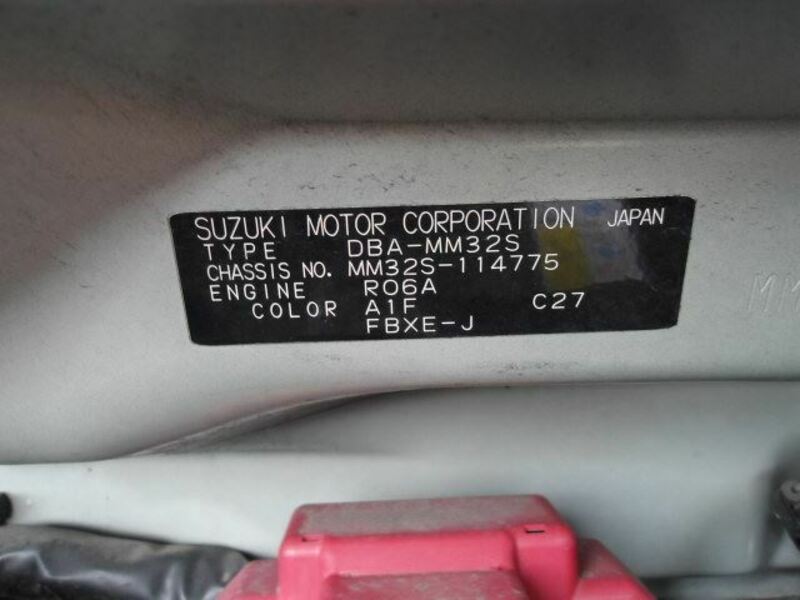 SUZUKI MOTOR CORPORATION JAPAN
TYPE DBA-MM32S
CHASSIS NO. MM32S-114775
ENGINE R06A
COLOR A1F C27
FBXE-J